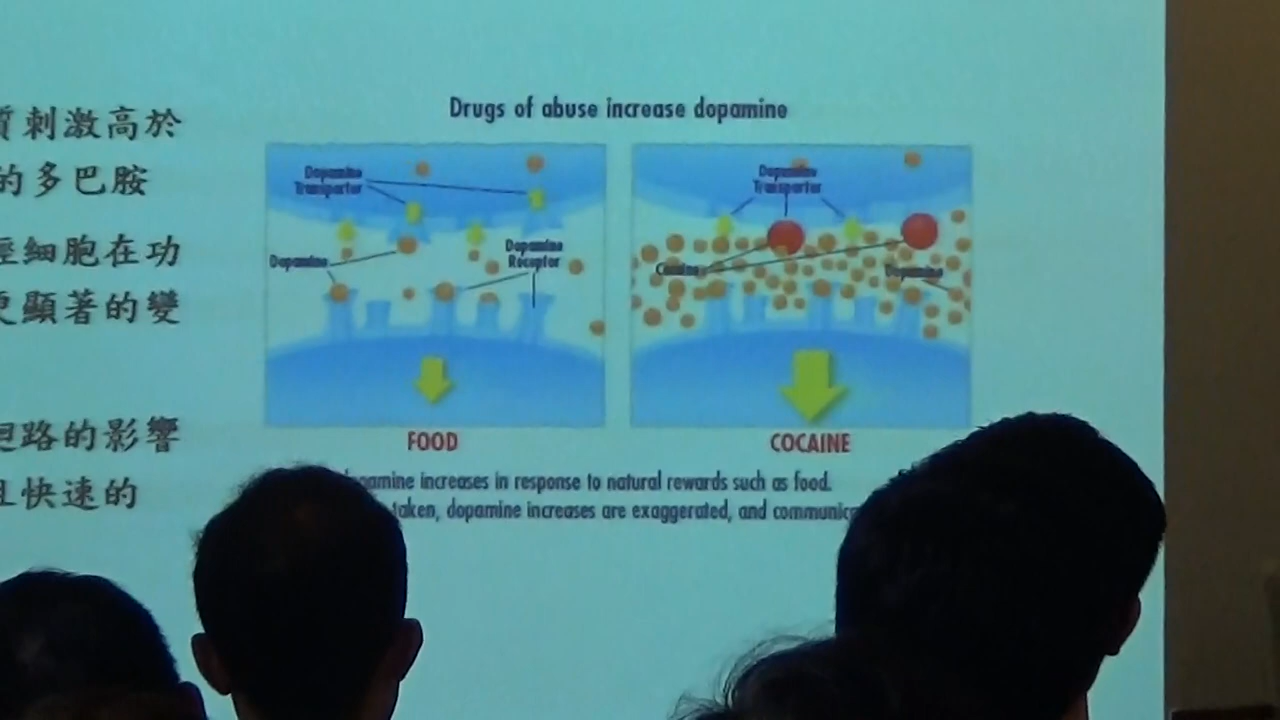 質刺激高於
的多巴胺
經細胞在功
更顯著的變
迴路的影響
且快速的
Drugs of abuse increase dopamine
Dopamine
Transporter
Dopamine
Dopamine
Receptor
FOOD
Dopamine
Transporter
Cocaine
Dopamine
COCAINE
dopamine increases in response to natural rewards such as food.
taken, dopamine increases are exaggerated, and communic